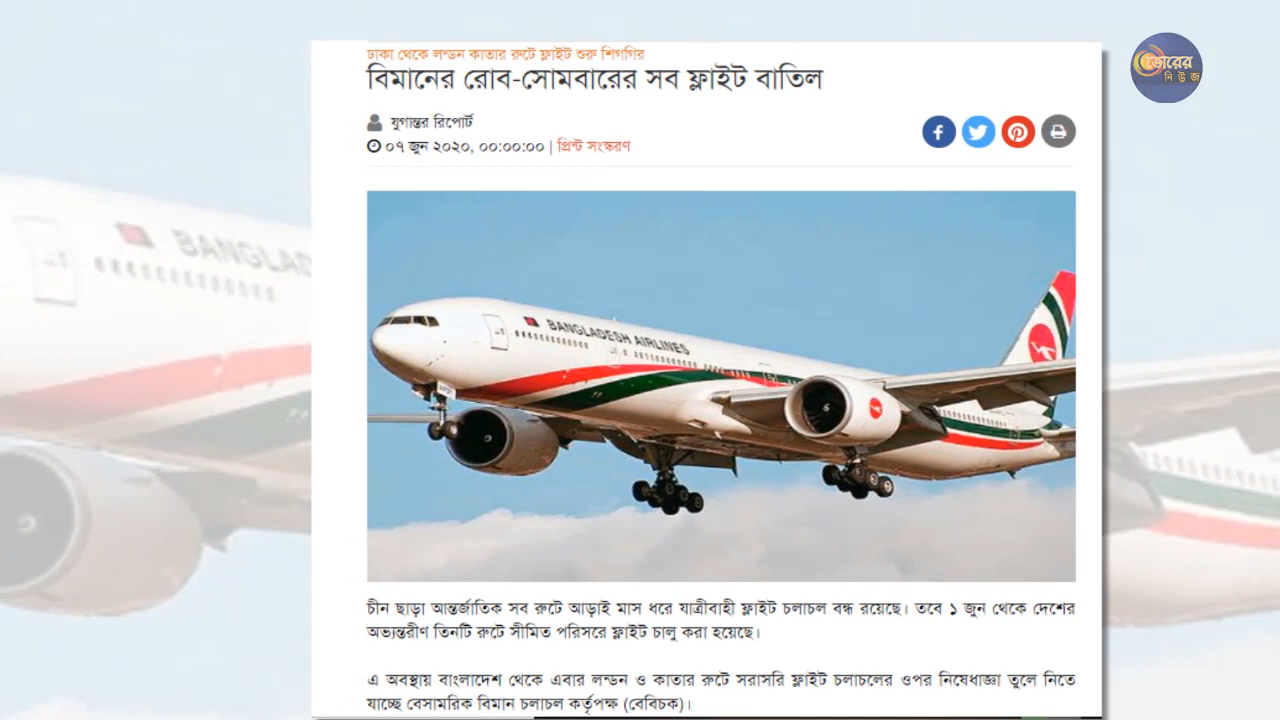 ঢাকা থেকে লন্ডন কাতার রুটে ফ্লাইট শুরু শিগগির
বিমানের রোব-সোমবারের সব ফ্লাইট বাতিল
ভোরের
নিউজ
যুগান্তর রিপোর্ট
০৭ জুন ২০২০, ০০:০০:০০ | প্রিন্ট সংস্করণ
BANGLAD
BANGLADESH AIRLINES
চীন ছাড়া আন্তর্জাতিক সব রুটে আড়াই মাস ধরে যাত্রীবাহী ফ্লাইট চলাচল বন্ধ রয়েছে। তবে ১ জুন থেকে দেশের
অভ্যন্তরীণ তিনটি রুটে সীমিত পরিসরে ফ্লাইট চালু করা হয়েছে।
এ অবস্থায় বাংলাদেশ থেকে এবার লন্ডন ও কাতার রুটে সরাসরি ফ্লাইট চলাচলের ওপর নিষেধাজ্ঞা তুলে নিতে
যাচ্ছে বেসামরিক বিমান চলাচল কর্তৃপক্ষ (বেবিচক)।